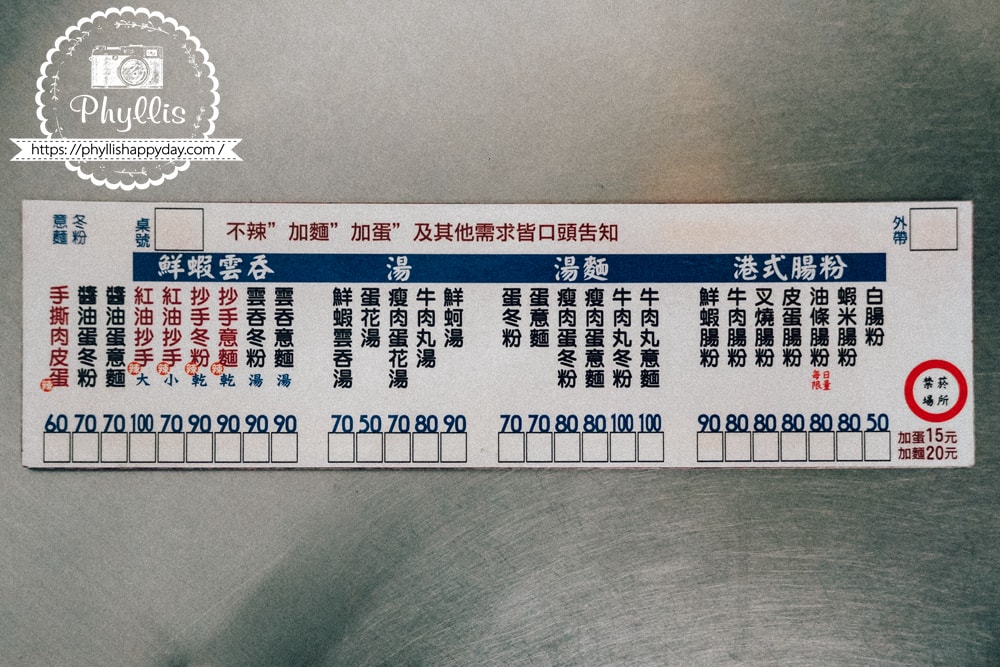 Phyllis
https://phyllishappyday.com/
意麵
冬粉
桌號
不辣”加麵”加蛋”及其他需求皆口頭告知
外帶
鮮蝦雲吞
手撕肉皮蛋 辣 60
醬油蛋冬粉 70
醬油蛋意麵 70
紅油抄手 辣 大 100
紅油抄手 辣 小 70
抄手冬粉 辣 乾 90
抄手意麵 辣 乾 90
雲吞冬粉 湯 90
雲吞意麵 湯 90
湯
鮮蝦雲吞湯 70
蛋花湯 50
瘦肉蛋花湯 70
牛肉丸湯 80
鮮蚵湯 90
湯麵
蛋冬粉 70
蛋意麵 70
瘦肉蛋冬粉 80
瘦肉蛋意麵 80
牛肉丸冬粉 100
牛肉丸意麵 100
港式腸粉
鮮蝦腸粉 90
牛肉腸粉 80
叉燒腸粉 80
皮蛋腸粉 80
油條腸粉 每日限量 80
蝦米腸粉 80
白腸粉 50
禁菸
場所
加蛋15元
加麵20元